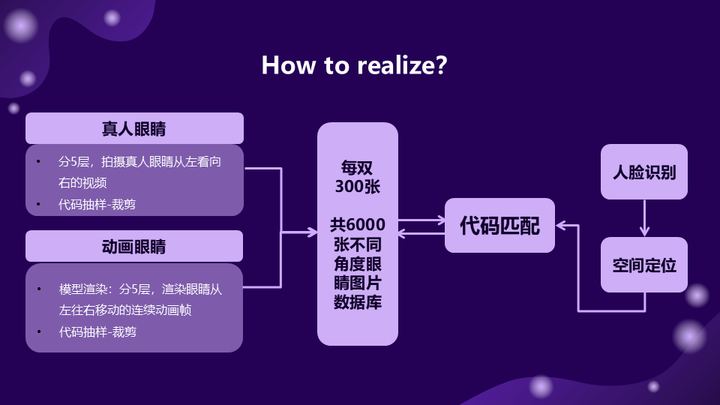 How to realize?
真人眼睛
• 分5层，拍摄真人眼睛从左看向
右的视频
• 代码抽样-裁剪
动画眼睛
• 模型渲染：分5层，渲染眼睛从
左往右移动的连续动画帧
• 代码抽样-裁剪
每双
300张
共6000
张不同
角度眼
睛图片
数据库
代码匹配
人脸识别
空间定位